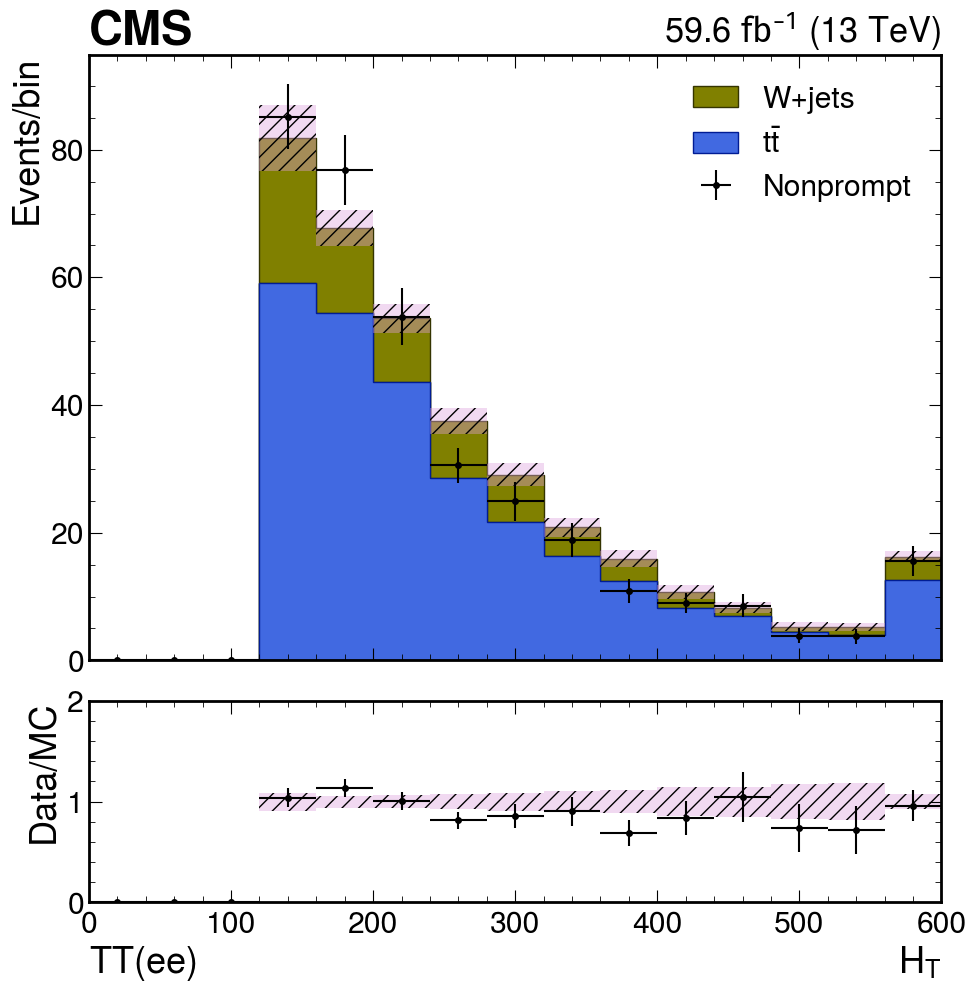 CMS
59.6 fb⁻¹ (13 TeV)
Events/bin
80
60
40
20
0
W+jets
tt̄
Nonprompt
Data/MC
2
1
0
0 100 200 300 400 500 600
TT(ee)
H_T